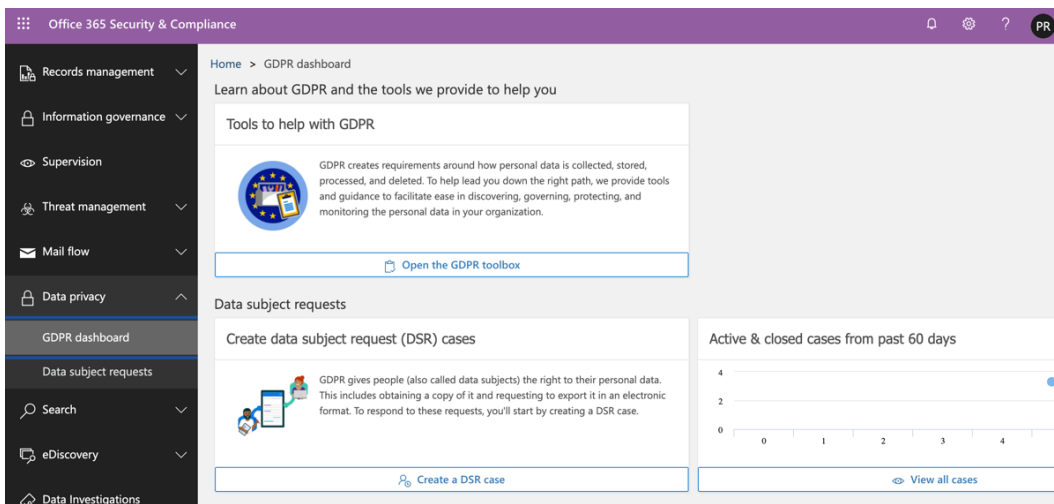 Office 365 Security & Compliance
PR
Records management
Information governance
Supervision
Threat management
Mail flow
Data privacy
GDPR dashboard
Data subject requests
Search
eDiscovery
Data Investigations
Home > GDPR dashboard
Learn about GDPR and the tools we provide to help you
Tools to help with GDPR
GDPR creates requirements around how personal data is collected, stored,
processed, and deleted. To help lead you down the right path, we provide tools
and guidance to facilitate ease in discovering, governing, protecting, and
monitoring the personal data in your organization.
Open the GDPR toolbox
Data subject requests
Create data subject request (DSR) cases
GDPR gives people (also called data subjects) the right to their personal data.
This includes obtaining a copy of it and requesting to export it in an electronic
format. To respond to these requests, you'll start by creating a DSR case.
Create a DSR case
Active & closed cases from past 60 days
4
2
0
0 1 2 3 4
View all cases